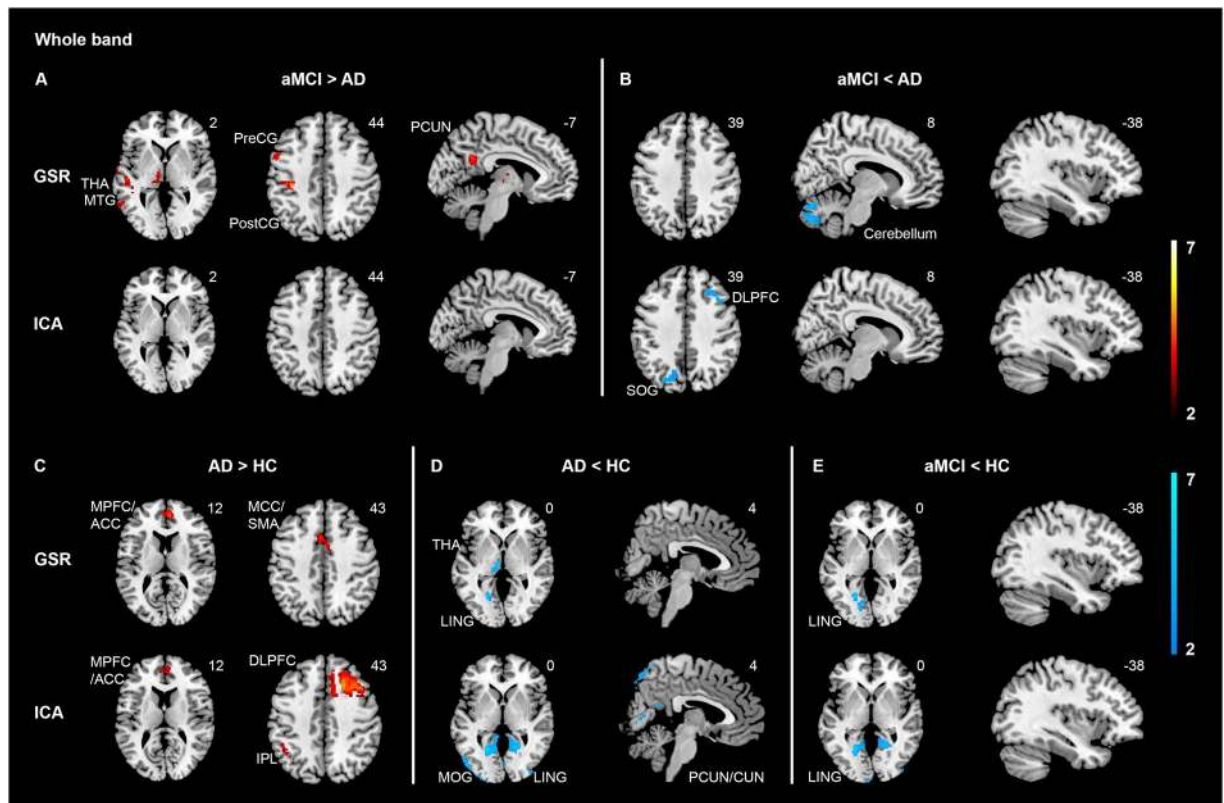 Whole band
A
aMCI > AD
B
aMCI < AD
GSR
2
THA
MTG
44
PreCG
PostCG
-7
PCUN
39
8
Cerebellum
-38
ICA
2
44
-7
39
DLPFC
SOG
8
-38
7
2
C
AD > HC
D
AD < HC
E
aMCI < HC
GSR
MPFC/
ACC
12
MCC/
SMA
43
THA
0
LING
4
0
LING
-38
ICA
MPFC
/ACC
12
DLPFC
43
IPL
0
MOG
LING
4
PCUN/CUN
0
LING
-38
7
2